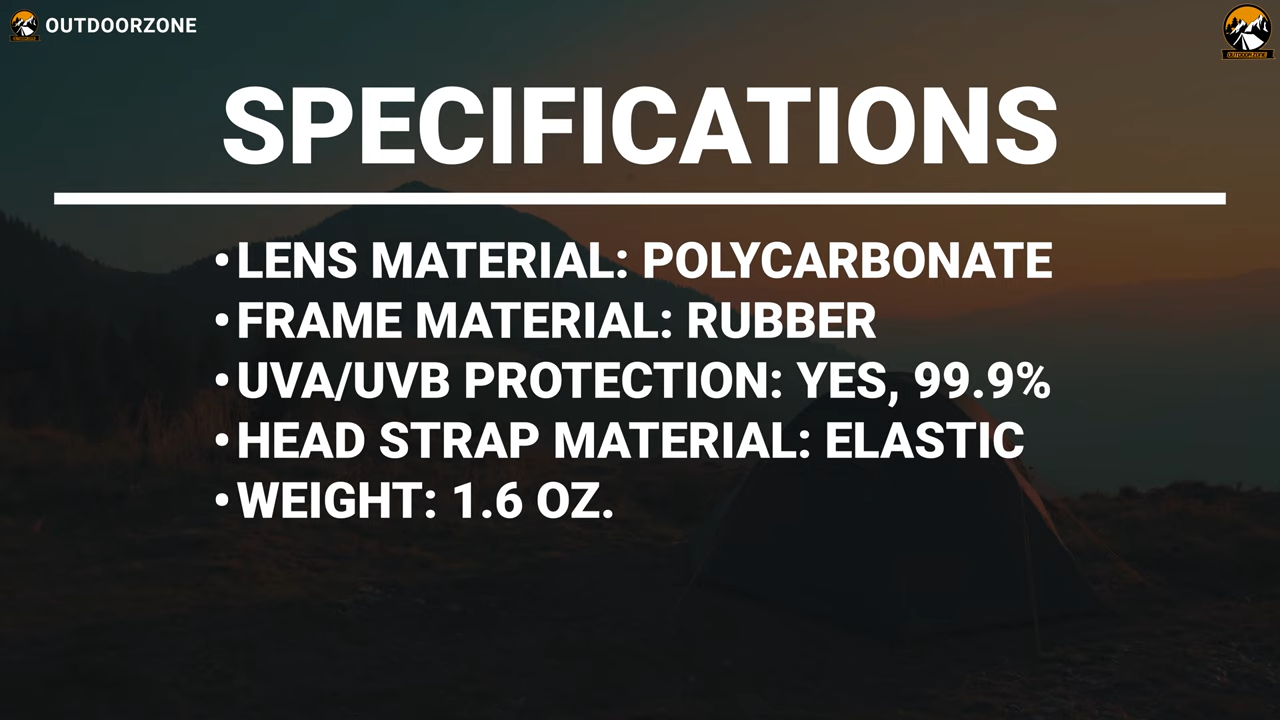 OUTDOORZONE
SPECIFICATIONS
• LENS MATERIAL: POLYCARBONATE
• FRAME MATERIAL: RUBBER
• UVA/UVB PROTECTION: YES, 99.9%
• HEAD STRAP MATERIAL: ELASTIC
• WEIGHT: 1.6 OZ.
OUTDOORZONE